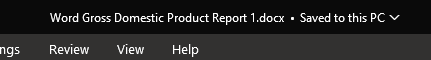 Word Gross Domestic Product Report 1.docx • Saved to this PC
ngs Review View Help